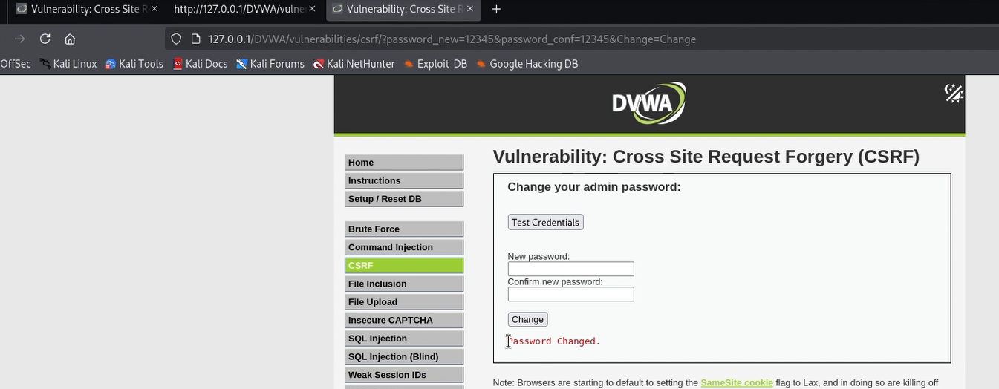 Vulnerability: Cross Site R
http://127.0.0.1/DVWA/vulne
Vulnerability: Cross Site R
127.0.0.1/DVWA/vulnerabilities/csrf/?password_new=12345&password_conf=12345&Change=Change
OffSec Kali Linux Kali Tools Kali Docs Kali Forums Kali NetHunter Exploit-DB Google Hacking DB
DVWA
Home
Instructions
Setup / Reset DB
Brute Force
Command Injection
CSRF
File Inclusion
File Upload
Insecure CAPTCHA
SQL Injection
SQL Injection (Blind)
Weak Session IDs
Vulnerability: Cross Site Request Forgery (CSRF)
Change your admin password:
Test Credentials
New password:
Confirm new password:
Change
Password Changed.
Note: Browsers are starting to default to setting the SameSite cookie flag to Lax, and in doing so are killing off